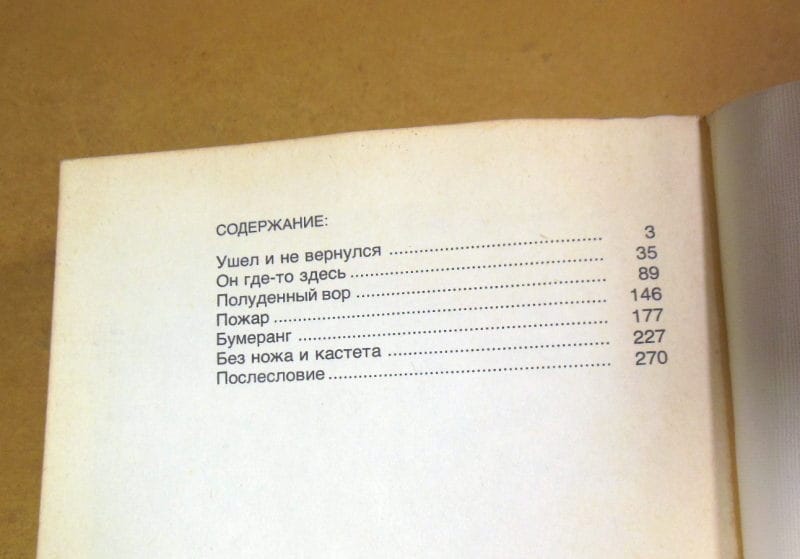 СОДЕРЖАНИЕ:
Ушел и не вернулся ........................................ 3
Он где-то здесь ............................................. 35
Полуденный вор ............................................ 89
Пожар .......................................................... 146
Бумеранг ...................................................... 177
Без ножа и кастета ........................................ 227
Послесловие ................................................. 270